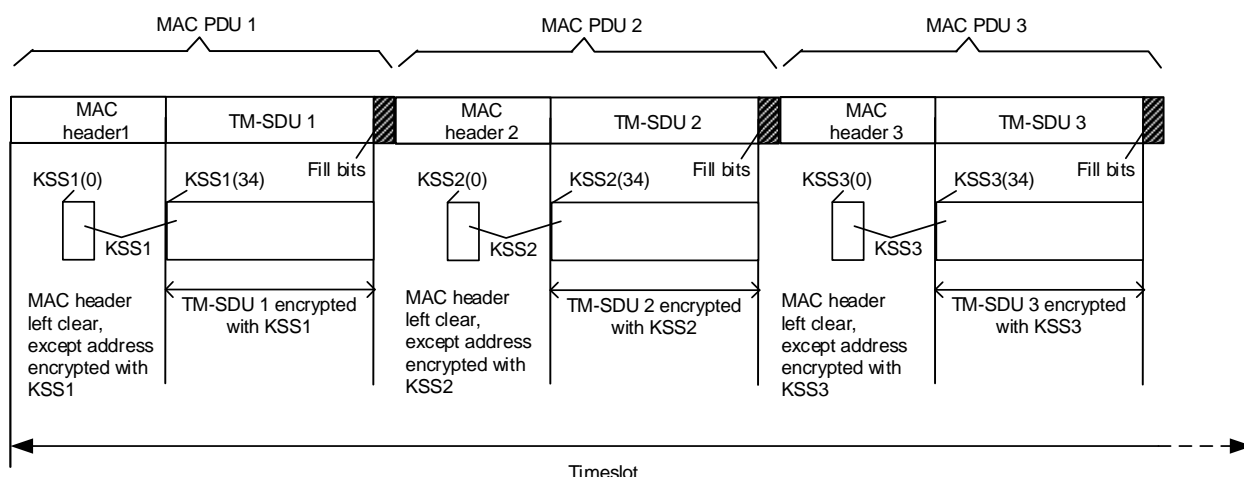 MAC PDU 1
MAC PDU 2
MAC PDU 3
MAC
header1
TM-SDU 1
MAC
header 2
TM-SDU 2
MAC
header 3
TM-SDU 3
Fill bits
Fill bits
Fill bits
KSS1(0)
KSS1(34)
KSS2(0)
KSS2(34)
KSS3(0)
KSS3(34)
KSS1
KSS2
KSS3
MAC header
left clear,
except address
encrypted with
KSS1
TM-SDU 1 encrypted
with KSS1
MAC header
left clear,
except address
encrypted with
KSS2
TM-SDU 2 encrypted
with KSS2
MAC header
left clear,
except address
encrypted with
KSS3
TM-SDU 3 encrypted
with KSS3
Timeslot